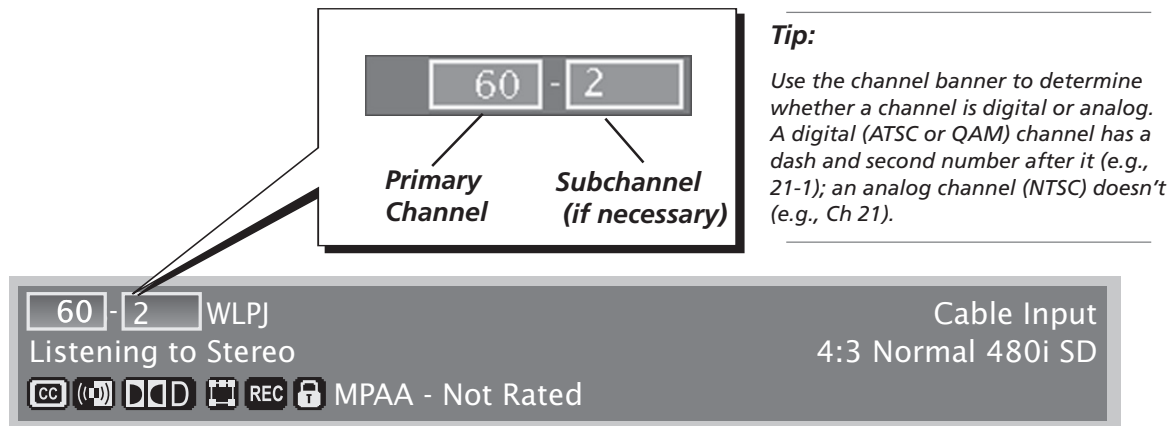 60 - 2
Primary
Channel
Subchannel
(if necessary)
Tip:
Use the channel banner to determine
whether a channel is digital or analog.
A digital (ATSC or QAM) channel has a
dash and second number after it (e.g.,
21-1); an analog channel (NTSC) doesn't
(e.g., Ch 21).
60 - 2 WLPJ
Cable Input
Listening to Stereo
4:3 Normal 480i SD
CC REC T MPAA - Not Rated